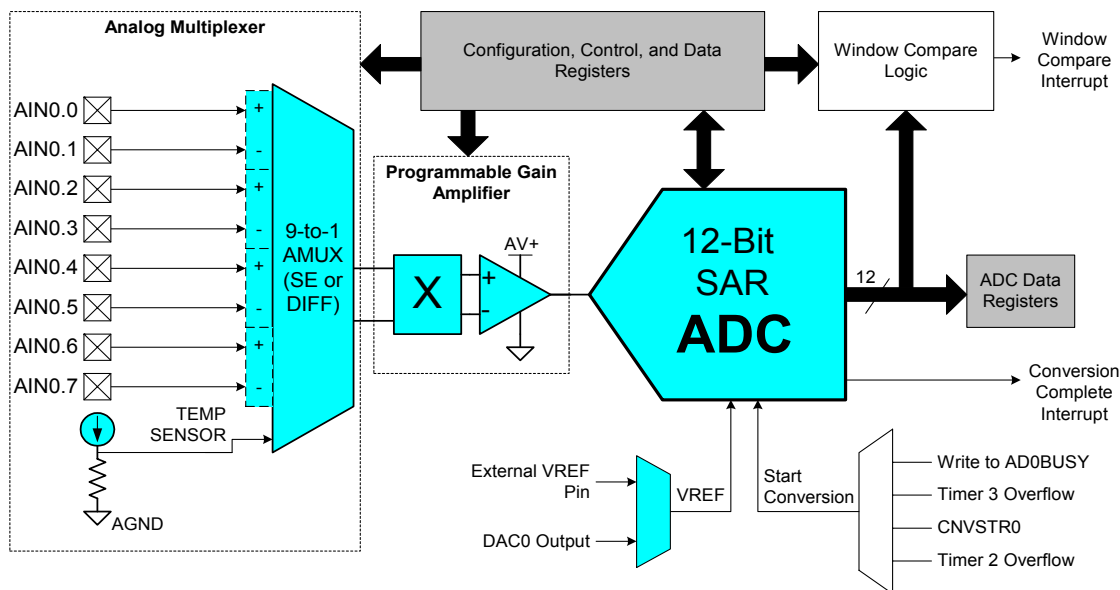 Analog Multiplexer
AIN0.0
AIN0.1
AIN0.2
AIN0.3
AIN0.4
AIN0.5
AIN0.6
AIN0.7
+
-
+
-
+
-
+
-
9-to-1
AMUX
(SE or
DIFF)
TEMP
SENSOR
AGND
Configuration, Control, and Data
Registers
Window Compare
Logic
Window
Compare
Interrupt
Programmable Gain
Amplifier
X
+
-
AV+
12-Bit
SAR
ADC
12
ADC Data
Registers
Conversion
Complete
Interrupt
External VREF
Pin
DAC0 Output
VREF
Start
Conversion
Write to AD0BUSY
Timer 3 Overflow
CNVSTR0
Timer 2 Overflow